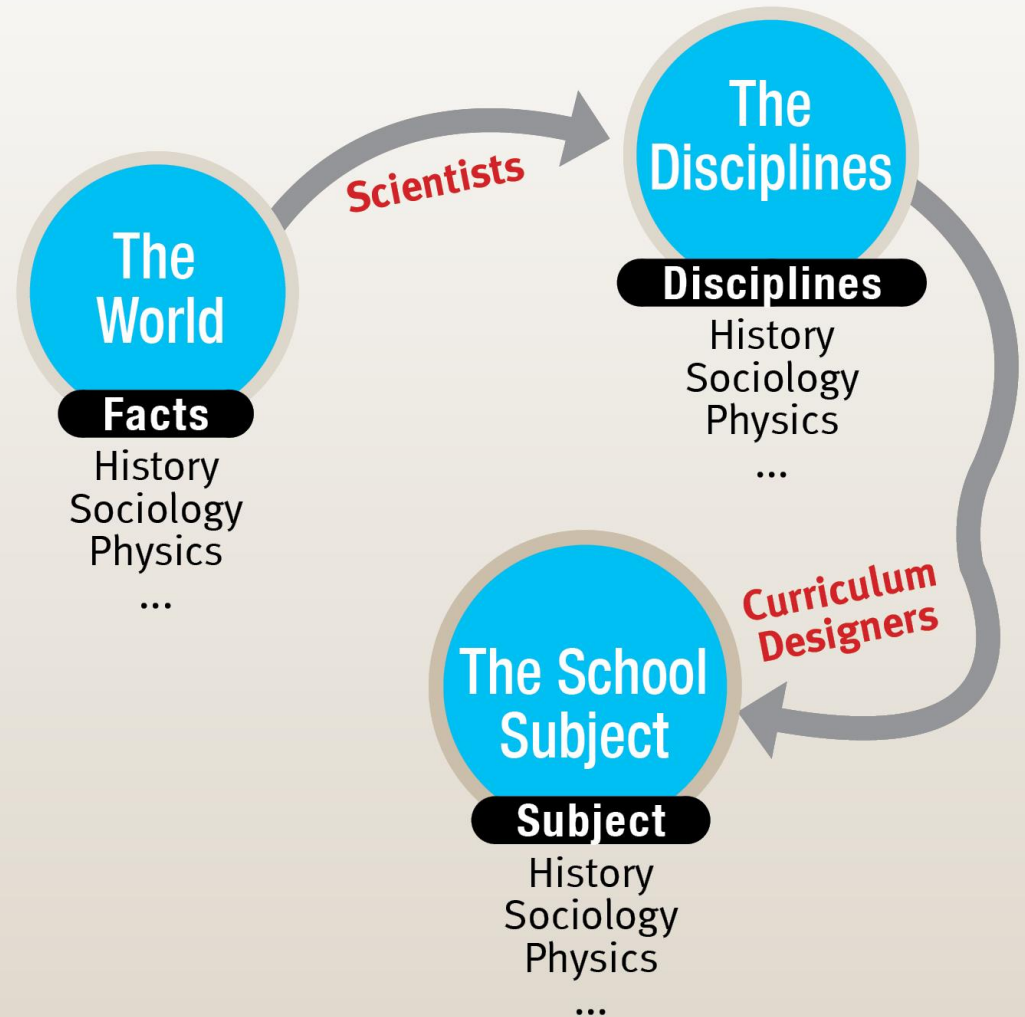 The
World
Facts
History
Sociology
Physics
...
Scientists
The
Disciplines
Disciplines
History
Sociology
Physics
...
Curriculum
Designers
The School
Subject
Subject
History
Sociology
Physics
...